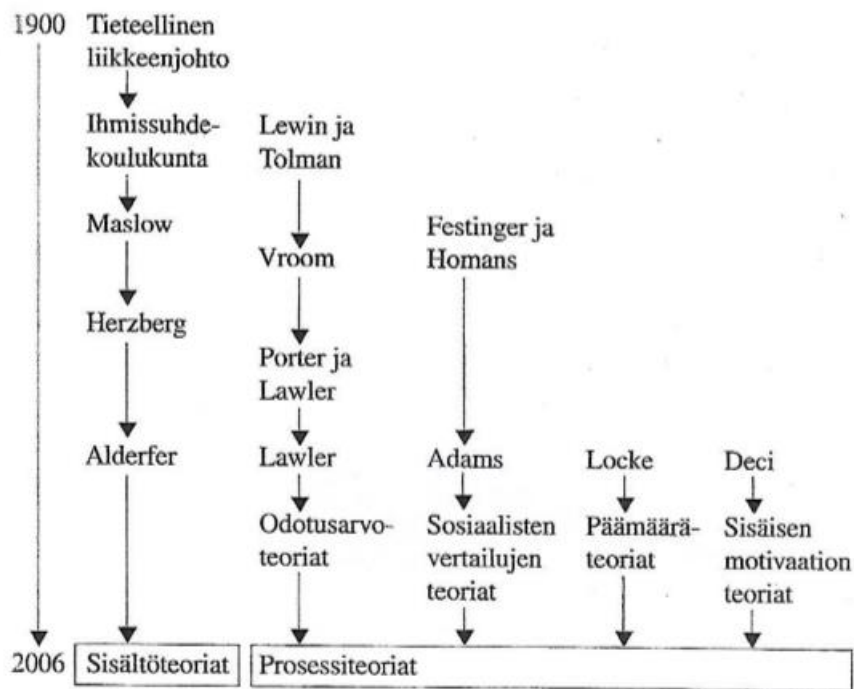 1900 Tieteellinen
liikkeenjohto
Ihmissuhde-
koulukunta
Maslow
Herzberg
Alderfer
Lewin ja
Tolman
Vroom
Porter ja
Lawler
Lawler
Odotusarvo-
teoriat
Festinger ja
Homans
Adams
Sosiaalisten
vertailujen
teoriat
Locke
Päämäärä-
teoriat
Deci
Sisäisen
motivaation
teoriat
2006 Sisältöteoriat Prosessiteoriat